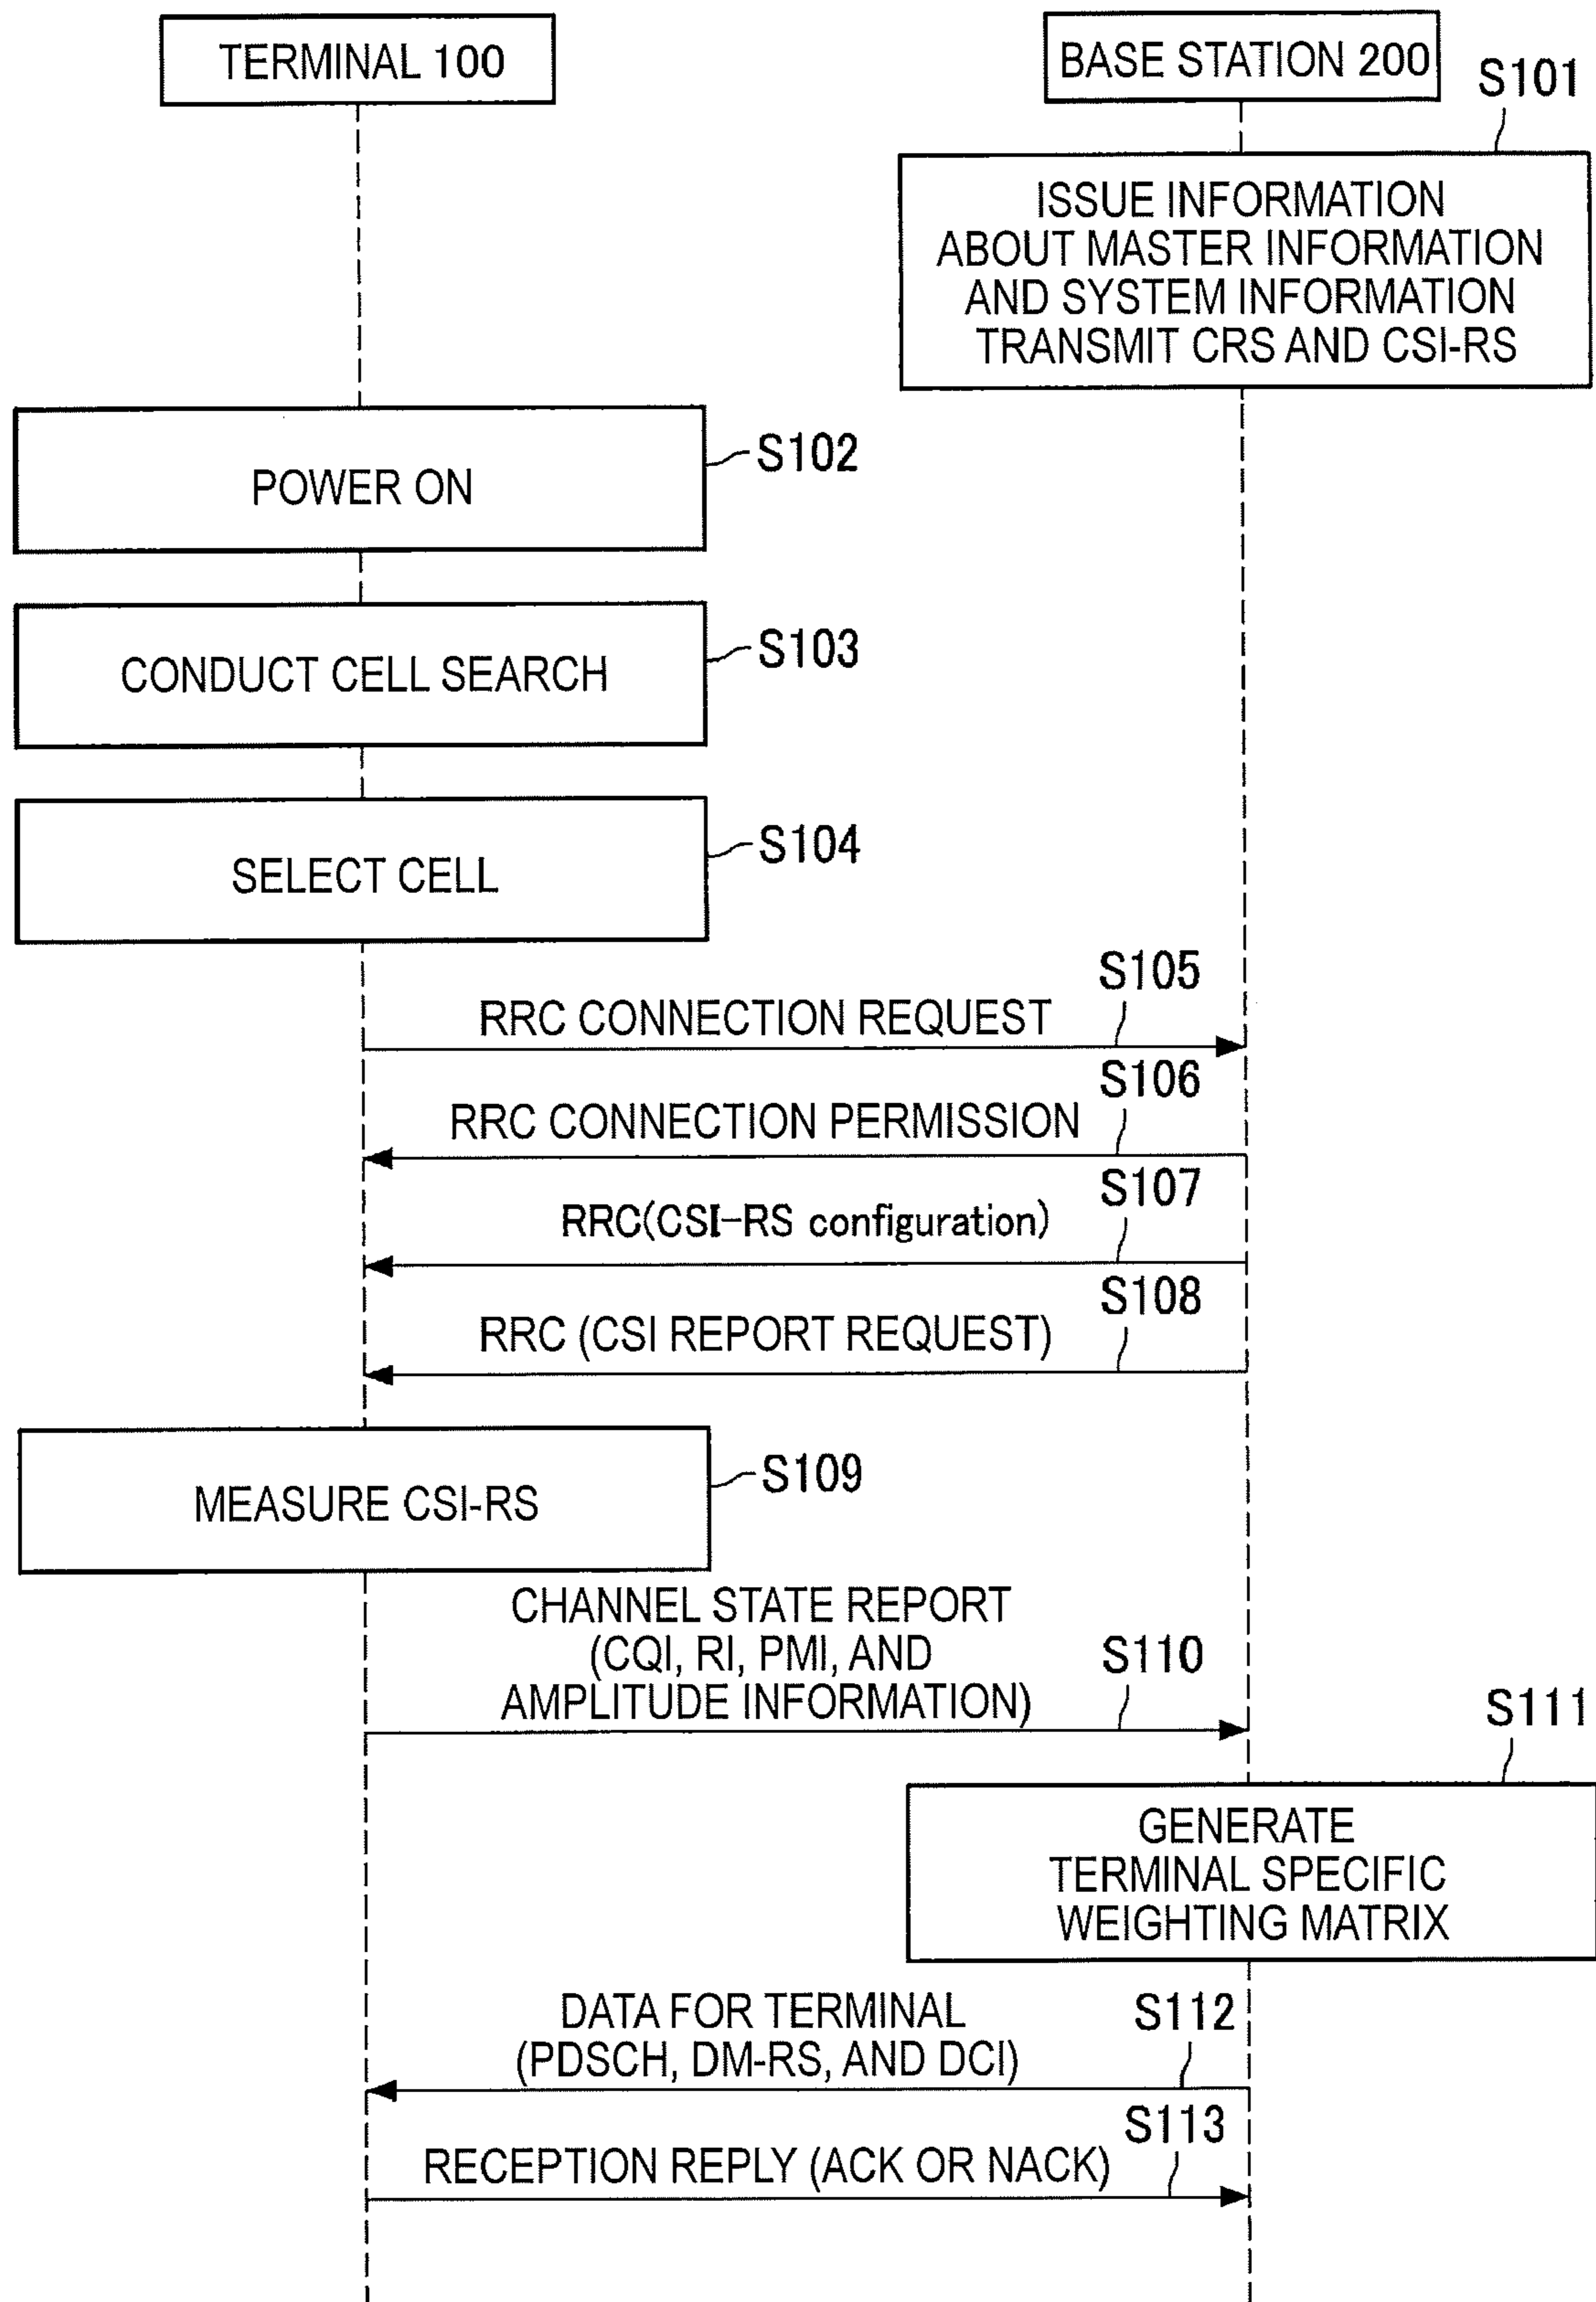 TERMINAL 100
BASE STATION 200
S101
ISSUE INFORMATION
ABOUT MASTER INFORMATION
AND SYSTEM INFORMATION
TRANSMIT CRS AND CSI-RS
POWER ON
S102
CONDUCT CELL SEARCH
S103
SELECT CELL
S104
S105
RRC CONNECTION REQUEST
S106
RRC CONNECTION PERMISSION
S107
RRC(CSI-RS configuration)
S108
RRC (CSI REPORT REQUEST)
MEASURE CSI-RS
S109
CHANNEL STATE REPORT
(CQI, RI, PMI, AND
AMPLITUDE INFORMATION)
S110
S111
GENERATE
TERMINAL SPECIFIC
WEIGHTING MATRIX
DATA FOR TERMINAL
(PDSCH, DM-RS, AND DCI)
S112
S113
RECEPTION REPLY (ACK OR NACK)